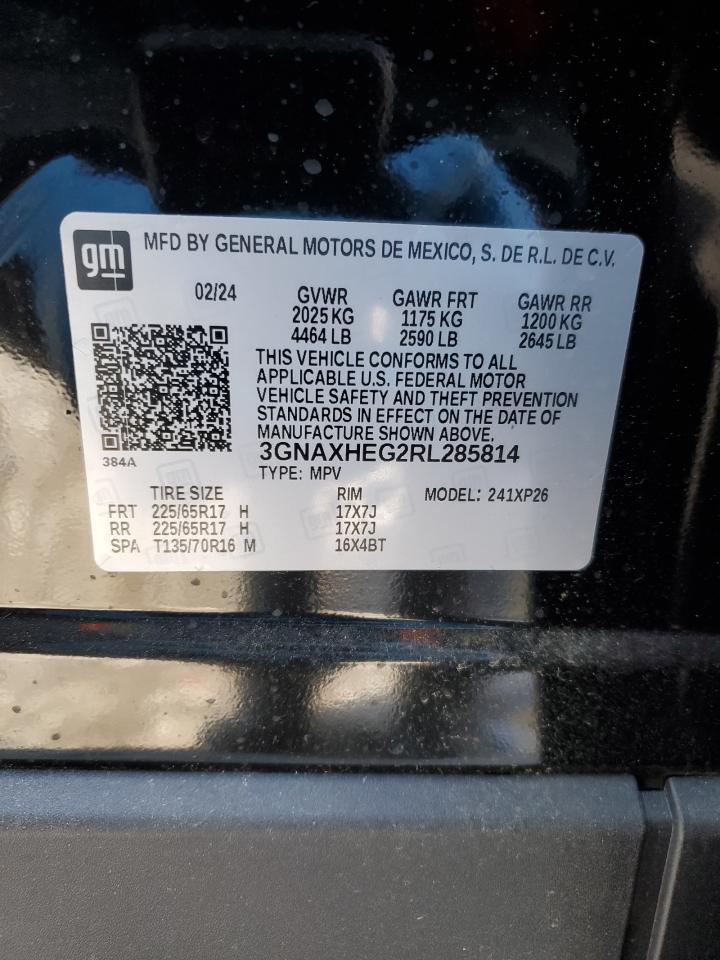 gm
MFD BY GENERAL MOTORS DE MEXICO, S. DE R.L. DE C.V.
02/24 GVWR GAWR FRT GAWR RR
2025 KG 1175 KG 1200 KG
4464 LB 2590 LB 2645 LB
THIS VEHICLE CONFORMS TO ALL
APPLICABLE U.S. FEDERAL MOTOR
VEHICLE SAFETY AND THEFT PREVENTION
STANDARDS IN EFFECT ON THE DATE OF
MANUFACTURE SHOWN ABOVE.
3GNAXHEG2RL285814
384A
TYPE: MPV
TIRE SIZE RIM MODEL: 241XP26
FRT 225/65R17 H 17X7J
RR 225/65R17 H 17X7J
SPA T135/70R16 M 16X4BT